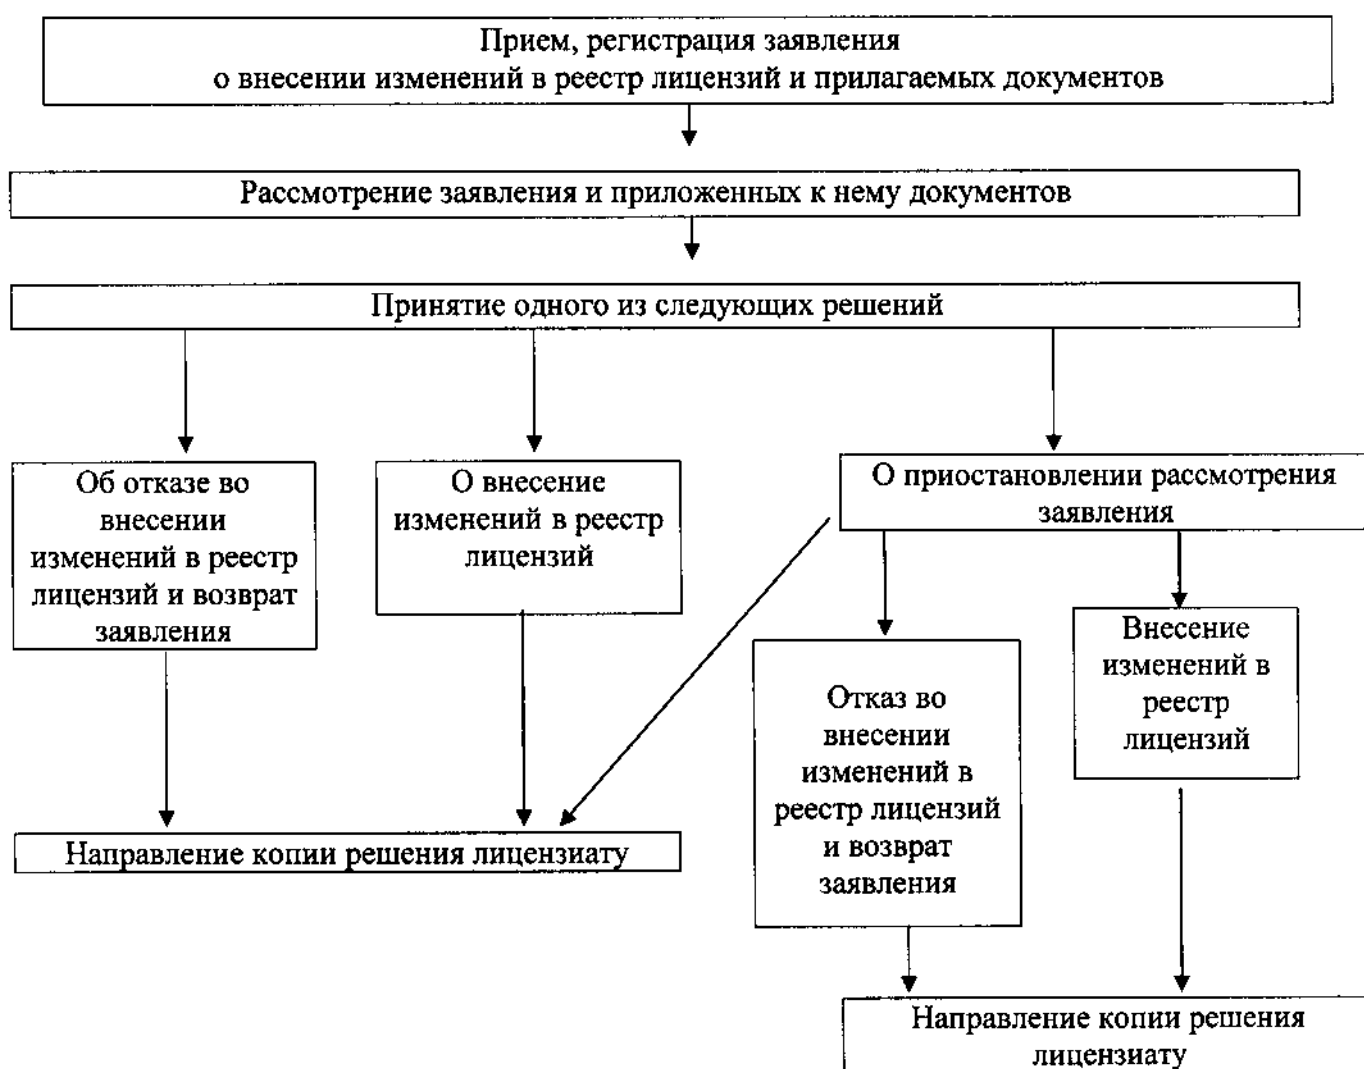 Прием, регистрация заявления
о внесении изменений в реестр лицензий и прилагаемых документов
Рассмотрение заявления и приложенных к нему документов
Принятие одного из следующих решений
Об отказе во
внесении
изменений в реестр
лицензий и возврат
заявления
О внесение
изменений в реестр
лицензий
О приостановлении рассмотрения
заявления
Отказ во
внесении
изменений в
реестр лицензий
и возврат
заявления
Внесение
изменений в
реестр
лицензий
Направление копии решения лицензиату
Направление копии решения
лицензиату